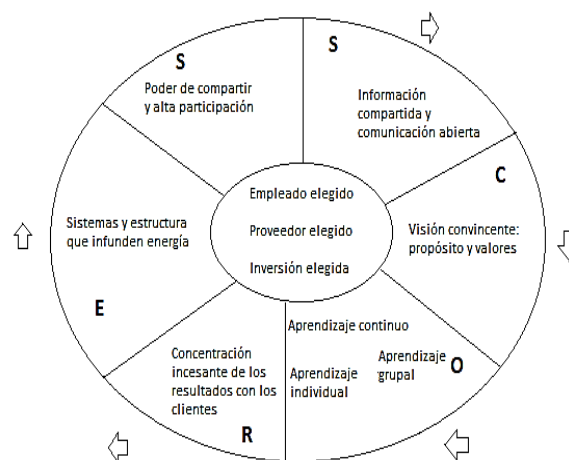 S
Poder de compartir
y alta participación
S
Información
compartida y
comunicación abierta
C
Visión convincente:
propósito y valores
Aprendizaje continuo
Aprendizaje
individual
Aprendizaje
grupal
O
Concentración
incesante de los
resultados con los
clientes
R
Sistemas y estructura
que infunden energía
E
Empleado elegido
Proveedor elegido
Inversión elegida